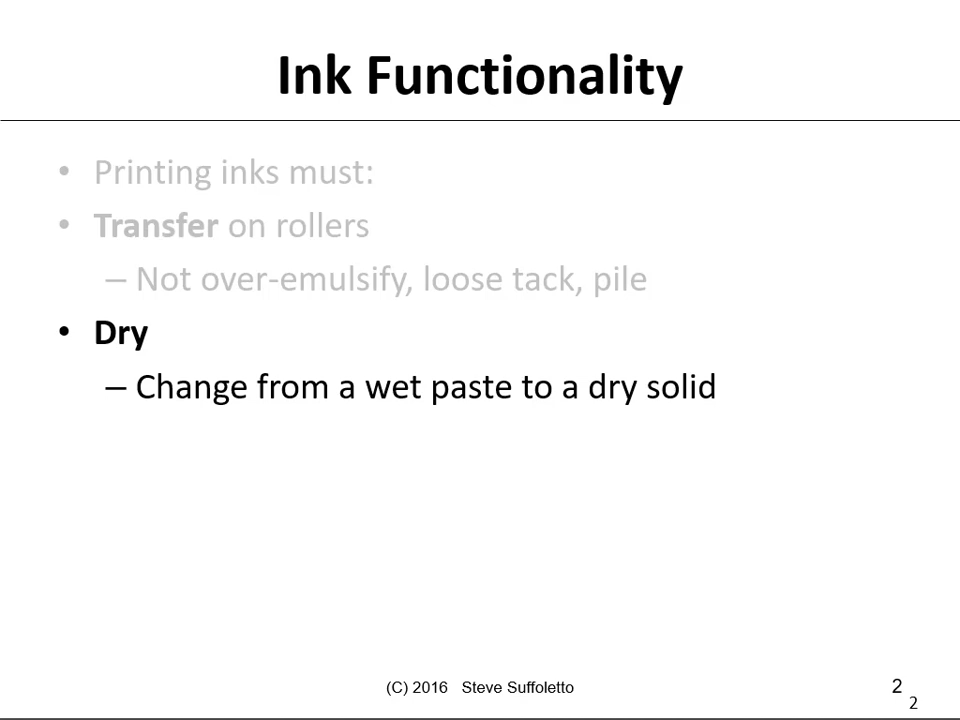 Ink Functionality
• Printing inks must:
• Transfer on rollers
– Not over-emulsify, loose tack, pile
• Dry
– Change from a wet paste to a dry solid
(C) 2016 Steve Suffoletto
2
2